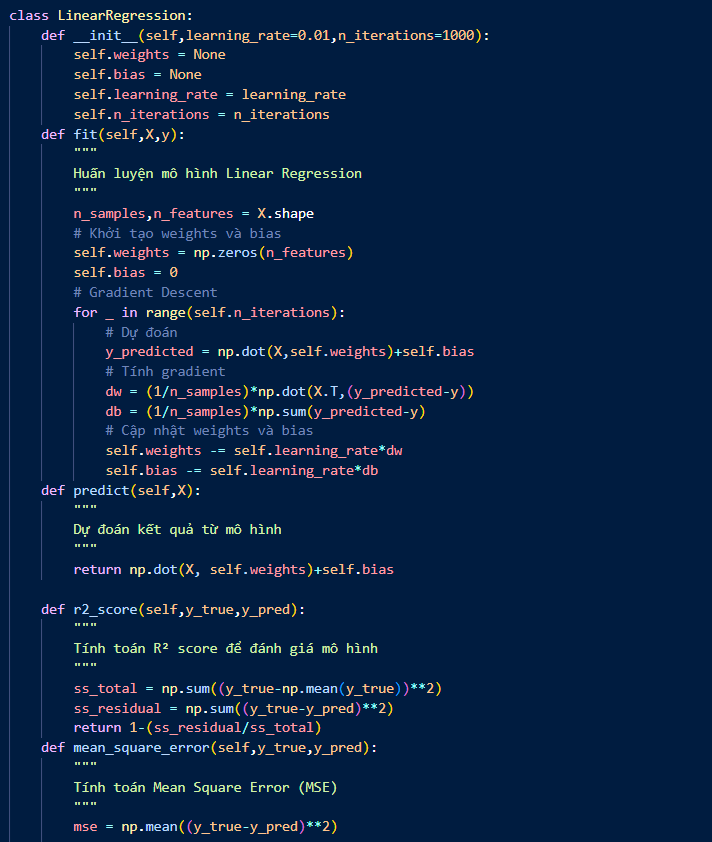 class LinearRegression:
    def __init__(self,learning_rate=0.01,n_iterations=1000):
        self.weights = None
        self.bias = None
        self.learning_rate = learning_rate
        self.n_iterations = n_iterations
    def fit(self,X,y):
        """
        Huấn luyện mô hình Linear Regression
        """
        n_samples,n_features = X.shape
        # Khởi tạo weights và bias
        self.weights = np.zeros(n_features)
        self.bias = 0
        # Gradient Descent
        for _ in range(self.n_iterations):
            # Dự đoán
            y_predicted = np.dot(X,self.weights)+self.bias
            # Tính gradient
            dw = (1/n_samples)*np.dot(X.T,(y_predicted-y))
            db = (1/n_samples)*np.sum(y_predicted-y)
            # Cập nhật weights và bias
            self.weights -= self.learning_rate*dw
            self.bias -= self.learning_rate*db
    def predict(self,X):
        """
        Dự đoán kết quả từ mô hình
        """
        return np.dot(X, self.weights)+self.bias

    def r2_score(self,y_true,y_pred):
        """
        Tính toán R² score để đánh giá mô hình
        """
        ss_total = np.sum((y_true-np.mean(y_true))**2)
        ss_residual = np.sum((y_true-y_pred)**2)
        return 1-(ss_residual/ss_total)
    def mean_square_error(self,y_true,y_pred):
        """
        Tính toán Mean Square Error (MSE)
        """
        mse = np.mean((y_true-y_pred)**2)